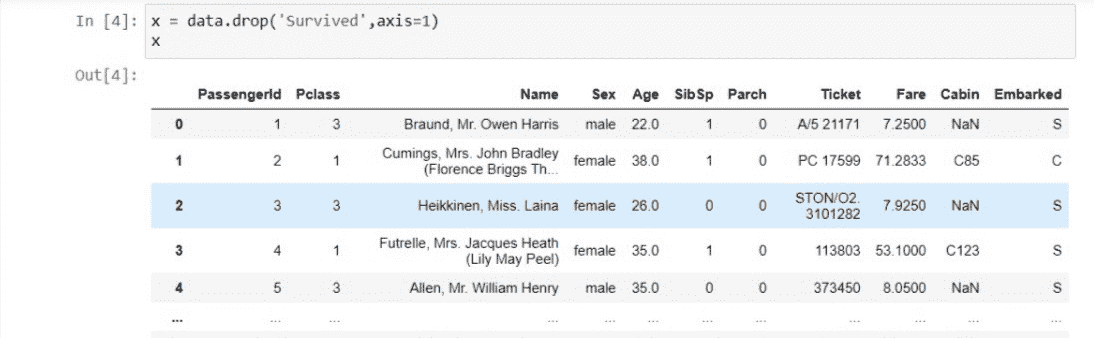 In [4]: x = data.drop('Survived',axis=1)
x
Out[4]:
PassengerId Pclass Name Sex Age SibSp Parch Ticket Fare Cabin Embarked
0 1 3 Braund, Mr. Owen Harris male 22.0 1 0 A/5 21171 7.2500 NaN S
1 2 1 Cumings, Mrs. John Bradley (Florence Briggs Th... female 38.0 1 0 PC 17599 71.2833 C85 C
2 3 3 Heikkinen, Miss. Laina female 26.0 0 0 STON/O2. 3101282 7.9250 NaN S
3 4 1 Futrelle, Mrs. Jacques Heath (Lily May Peel) female 35.0 1 0 113803 53.1000 C123 S
4 5 3 Allen, Mr. William Henry male 35.0 0 0 373450 8.0500 NaN S
... ... ... ... ... ... ... ... ... ... ... ...